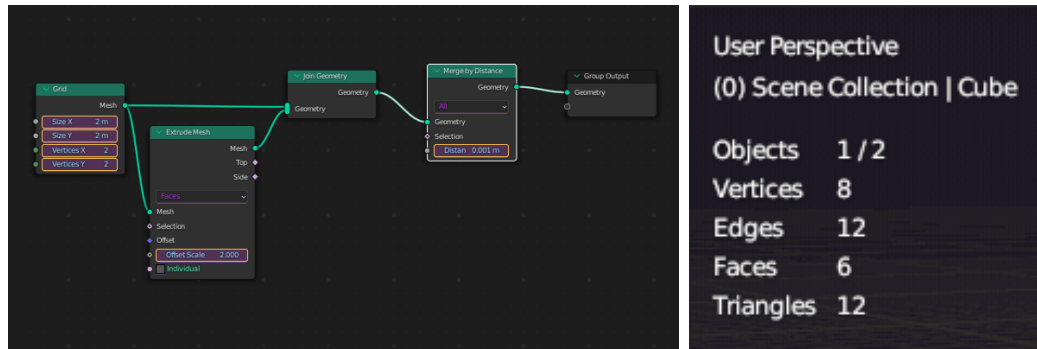 Grid
Mesh
Size X 2 m
Size Y 2 m
Vertices X 2
Vertices Y 2
Extrude Mesh
Mesh
Top
Side
Faces
Mesh
Selection
Offset
Offset Scale 2.000
Individual
Join Geometry
Geometry
Geometry
Merge by Distance
Geometry
All
Geometry
Selection
Distan 0.001 m
Group Output
Geometry
User Perspective
(0) Scene Collection | Cube
Objects 1 / 2
Vertices 8
Edges 12
Faces 6
Triangles 12